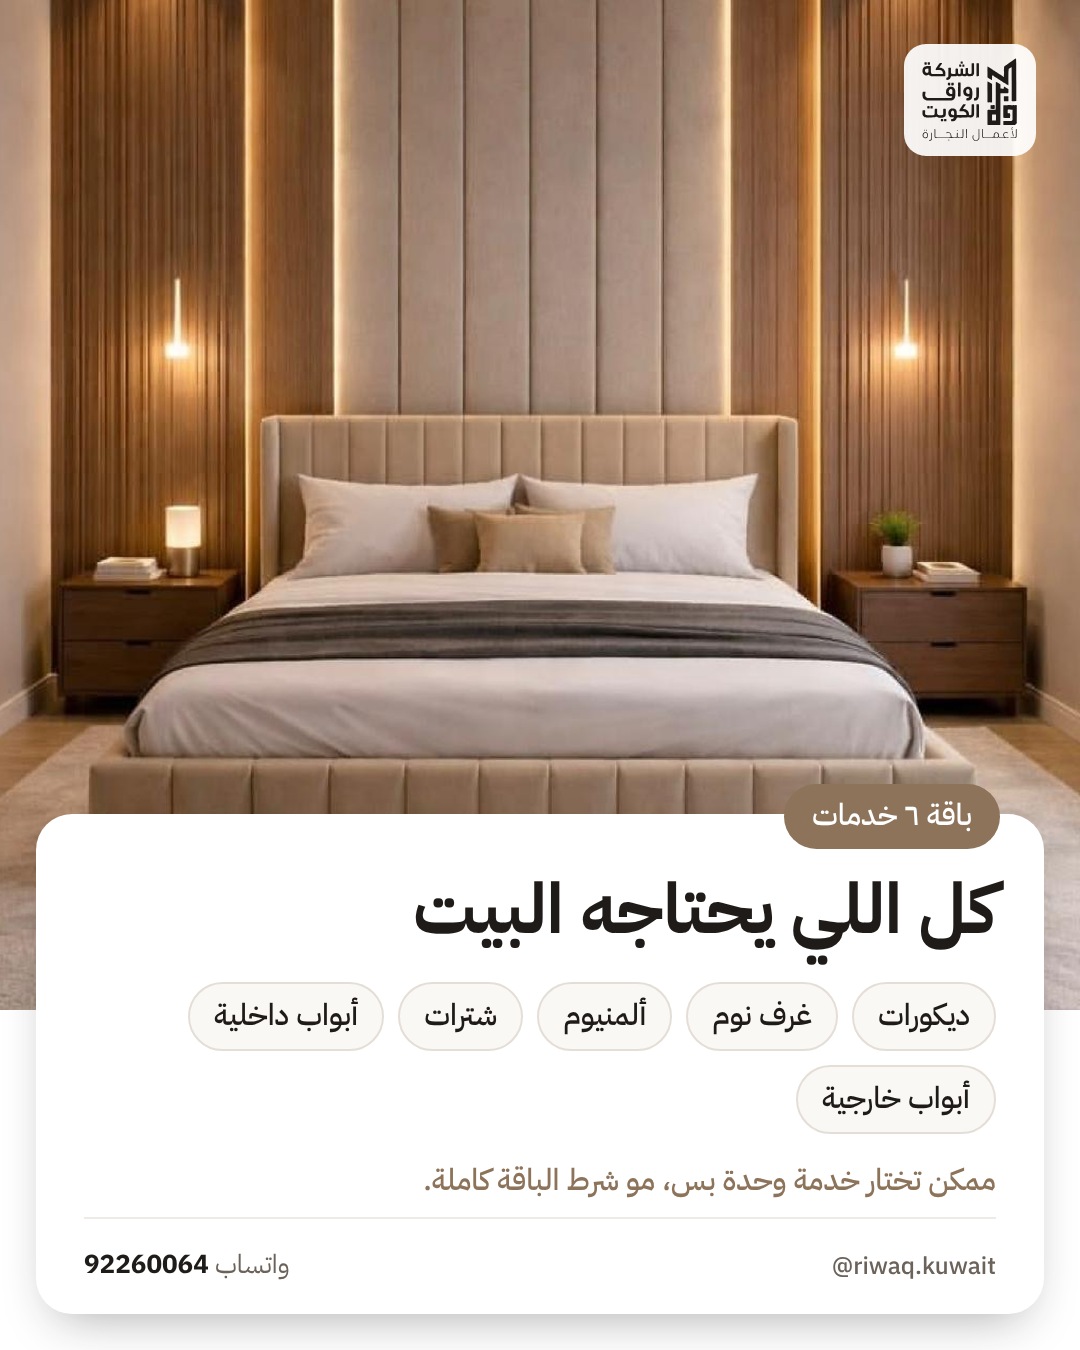 الشركة
رواق
الكويت
لأعمال النجارة
باقة ٦ خدمات
كل اللي يحتاجه البيت
ديكورات غرف نوم ألمنيوم شترات أبواب داخلية
أبواب خارجية
ممكن تختار خدمة وحدة بس، مو شرط الباقة كاملة.
@riwaq.kuwait واتساب 92260064